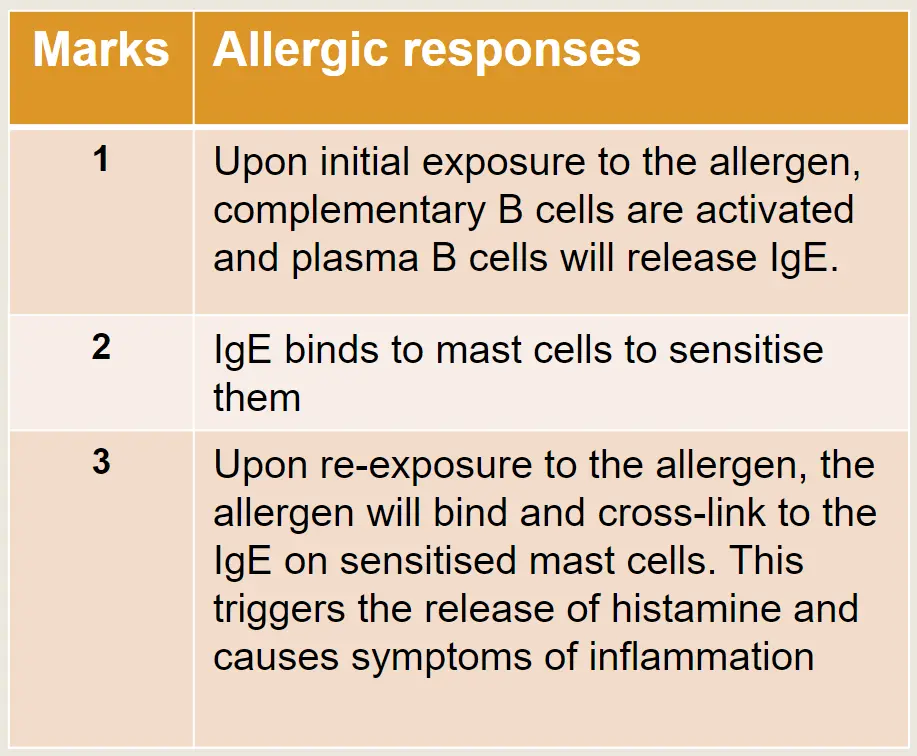 Marks Allergic responses
1 Upon initial exposure to the allergen,
complementary B cells are activated
and plasma B cells will release IgE.
2 IgE binds to mast cells to sensitise
them
3 Upon re-exposure to the allergen, the
allergen will bind and cross-link to the
IgE on sensitised mast cells. This
triggers the release of histamine and
causes symptoms of inflammation